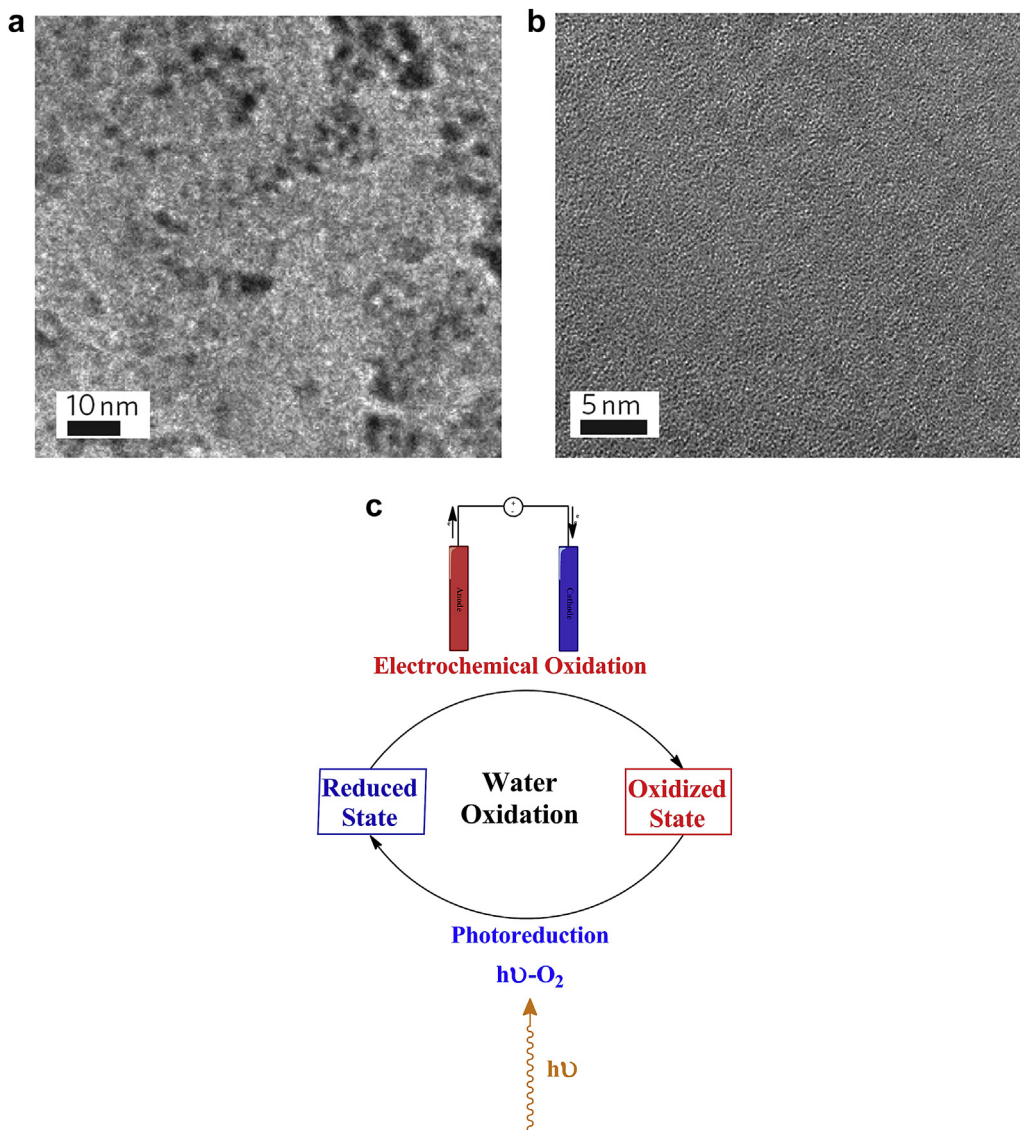 a
b
10 nm
5 nm
c
+
-
e
e
Anode
Cathode
Electrochemical Oxidation
Reduced
State
Water
Oxidation
Oxidized
State
Photoreduction
hυ-O₂
hυ